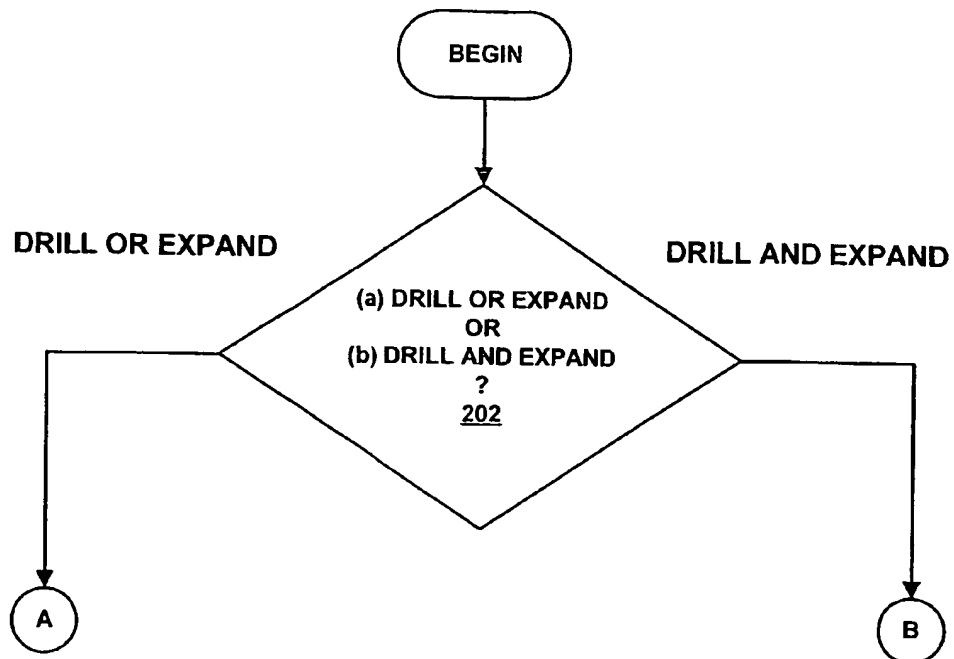 BEGIN
DRILL OR EXPAND
DRILL AND EXPAND
(a) DRILL OR EXPAND
OR
(b) DRILL AND EXPAND
?
202
A
B